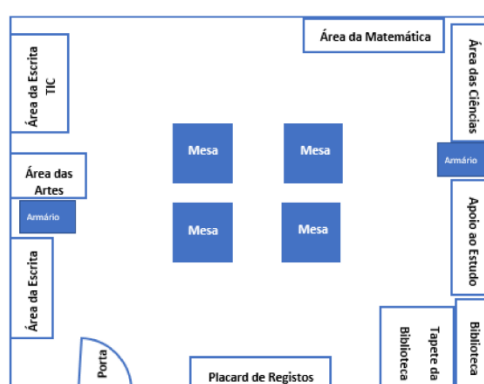 Área da Matemática
Área da Escrita
TIC
Área das Ciências
Mesa
Mesa
Armário
Área das
Artes
Armário
Apoio ao Estudo
Mesa
Mesa
Área da Escrita
Porta
Placard de Registos
Tapete da
Biblioteca
Biblioteca